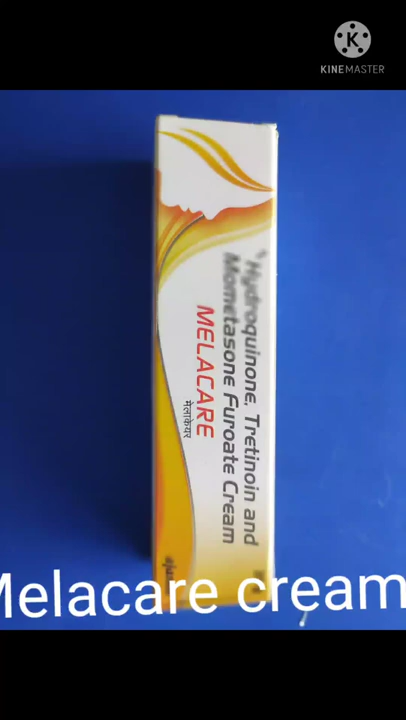 KINEMASTER
Hydroquinone, Tretinoin and
Mometasone Furoate Cream
MELACARE
मेलाकेयर
Melacare cream